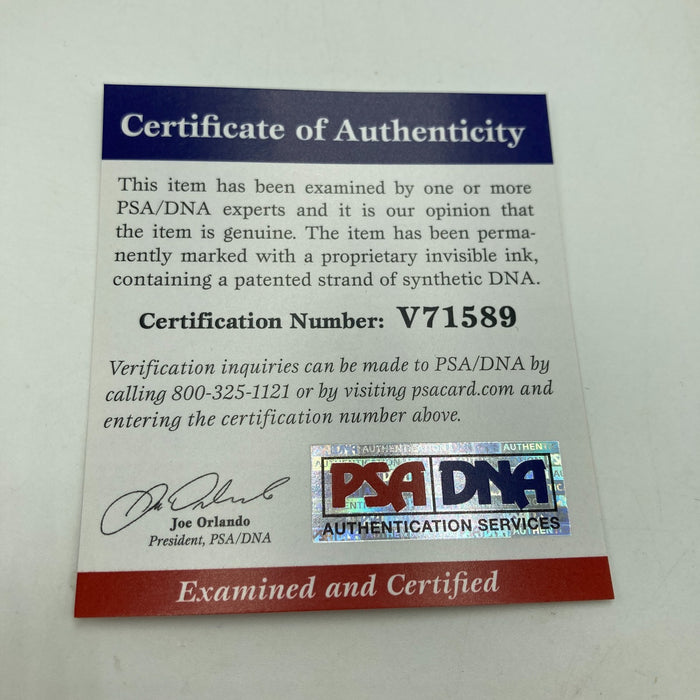 Certificate of Authenticity
This item has been examined by one or more
PSA/DNA experts and it is our opinion that
the item is genuine. The item has been perma-
nently marked with a proprietary invisible ink,
containing a patented strand of synthetic DNA.
Certification Number: V71589
Verification inquiries can be made to PSA/DNA by
calling 800-325-1121 or by visiting psacard.com and
entering the certification number above.
Joe Orlando
President, PSA/DNA
PSA DNA
AUTHENTICATION SERVICES
Examined and Certified